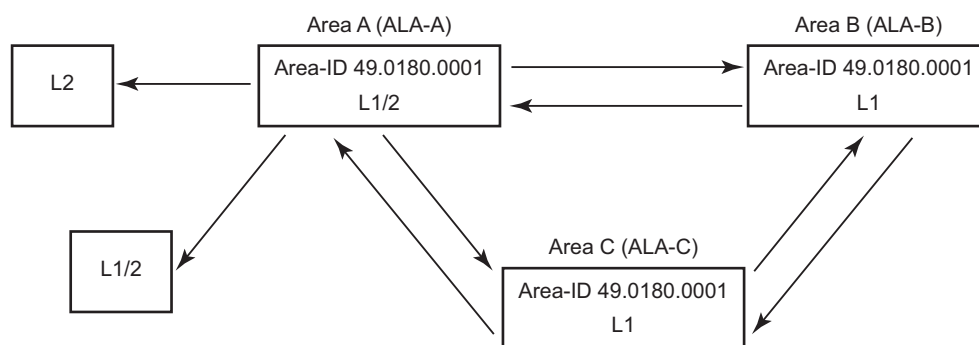 Area A (ALA-A)
Area B (ALA-B)
L2
Area-ID 49.0180.0001
L1/2
Area-ID 49.0180.0001
L1
L1/2
Area C (ALA-C)
Area-ID 49.0180.0001
L1